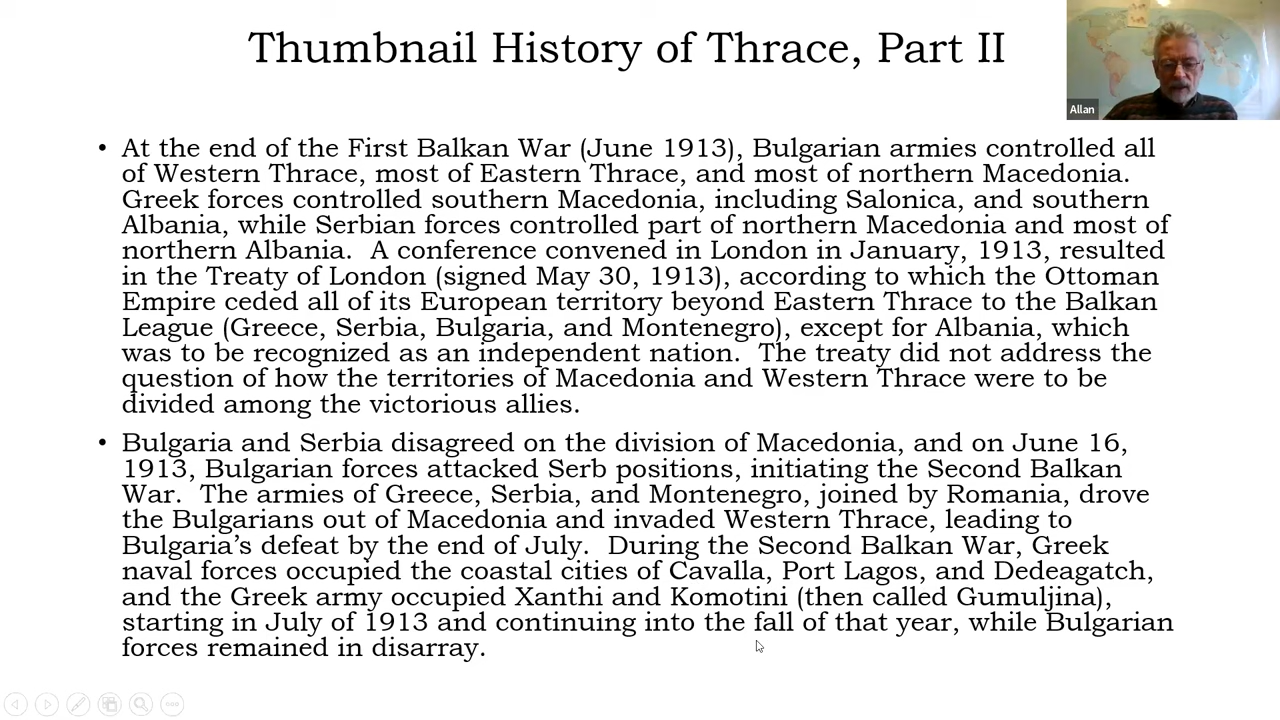 Thumbnail History of Thrace, Part II
Allan
• At the end of the First Balkan War (June 1913), Bulgarian armies controlled all
of Western Thrace, most of Eastern Thrace, and most of northern Macedonia.
Greek forces controlled southern Macedonia, including Salonica, and southern
Albania, while Serbian forces controlled part of northern Macedonia and most of
northern Albania.  A conference convened in London in January, 1913, resulted
in the Treaty of London (signed May 30, 1913), according to which the Ottoman
Empire ceded all of its European territory beyond Eastern Thrace to the Balkan
League (Greece, Serbia, Bulgaria, and Montenegro), except for Albania, which
was to be recognized as an independent nation.  The treaty did not address the
question of how the territories of Macedonia and Western Thrace were to be
divided among the victorious allies.
• Bulgaria and Serbia disagreed on the division of Macedonia, and on June 16,
1913, Bulgarian forces attacked Serb positions, initiating the Second Balkan
War.  The armies of Greece, Serbia, and Montenegro, joined by Romania, drove
the Bulgarians out of Macedonia and invaded Western Thrace, leading to
Bulgaria’s defeat by the end of July.  During the Second Balkan War, Greek
naval forces occupied the coastal cities of Cavalla, Port Lagos, and Dedeagatch,
and the Greek army occupied Xanthi and Komotini (then called Gumuljina),
starting in July of 1913 and continuing into the fall of that year, while Bulgarian
forces remained in disarray.